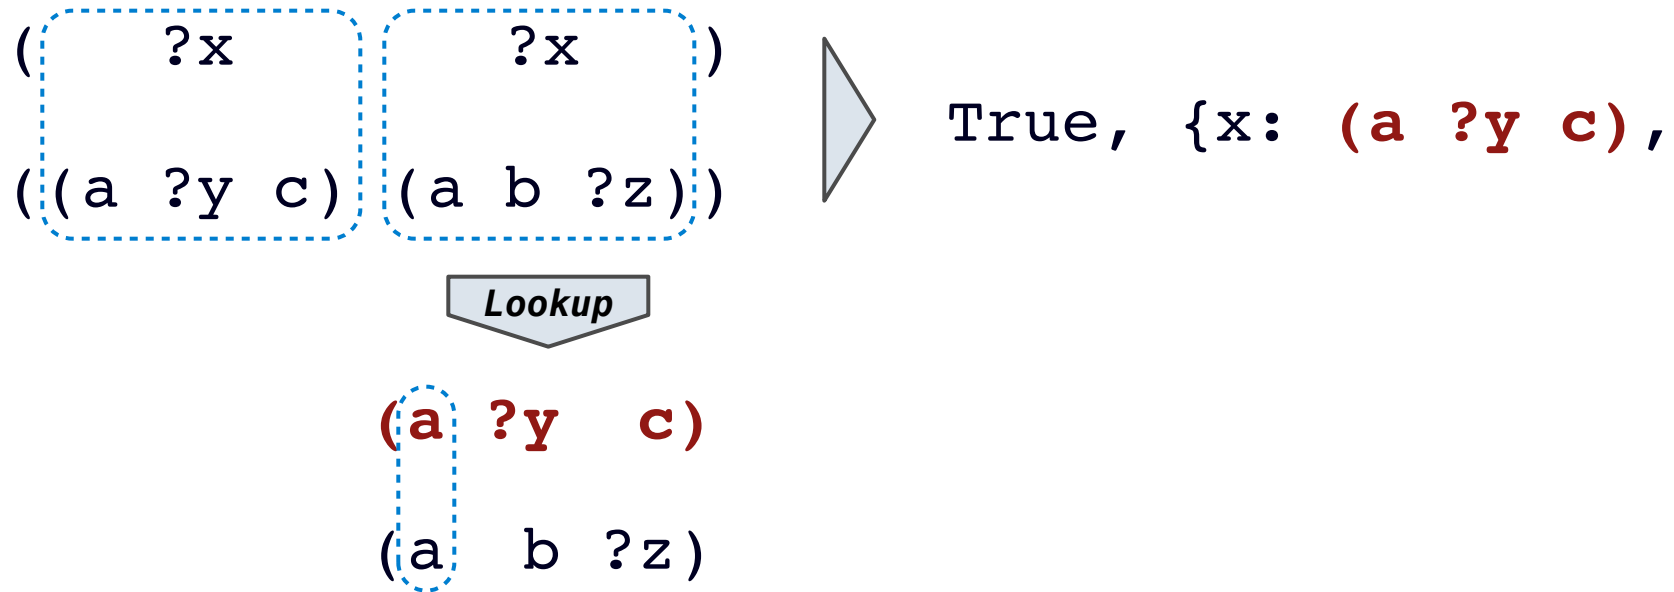 ( ?x ?x )
True, {x: (a ?y c),
((a ?y c) (a b ?z))
Lookup
(a ?y c)
(a b ?z)